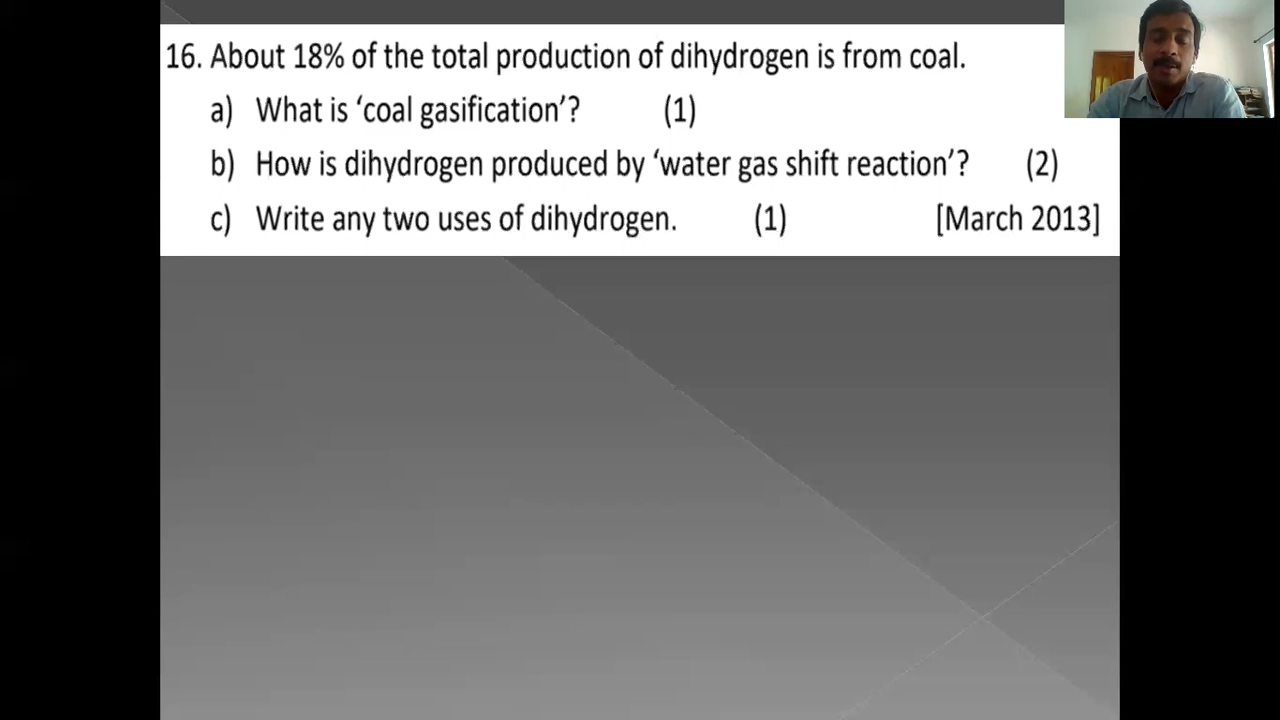 16. About 18% of the total production of dihydrogen is from coal.
a) What is ‘coal gasification’? (1)
b) How is dihydrogen produced by ‘water gas shift reaction’? (2)
c) Write any two uses of dihydrogen. (1) [March 2013]